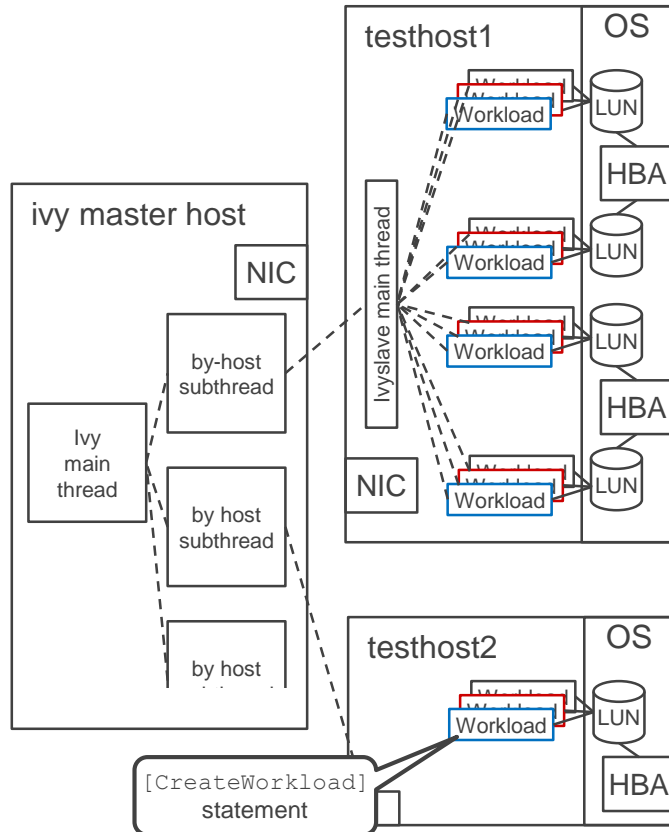 testhost1
OS
Workload
LUN
HBA
ivy master host
NIC
Ivyslave main thread
Workload
LUN
by-host
subthread
Workload
LUN
HBA
Ivy
main
thread
NIC
by host
subthread
Workload
LUN
by host
testhost2
OS
Workload
LUN
HBA
[CreateWorkload]
statement